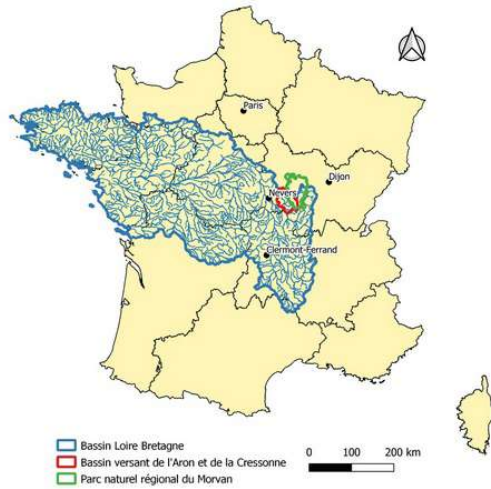 Paris
Dijon
Nevers
Clermont-Ferrand
Bassin Loire Bretagne
Bassin versant de l'Aron et de la Cressonne
Parc naturel régional du Morvan
0 100 200 km